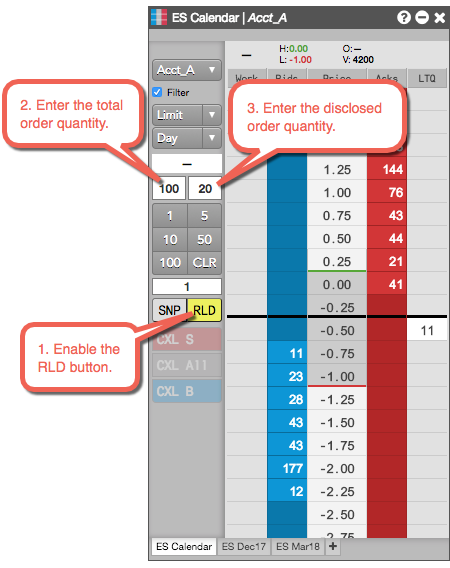 ES Calendar | Acct_A
H:0.00 O:—
— L: -1.00 V: 4200
Acct_A
Work Bids Price Asks LTQ
Filter
Limit
Day
2. Enter the total
order quantity.
3. Enter the disclosed
order quantity.
—
100 20
1 5
10 50
100 CLR
1
SNP RLD
1. Enable the
RLD button.
CXL S
CXL All
CXL B
1.25 144
1.00 76
0.75 43
0.50 44
0.25 21
0.00 41
-0.25
-0.50 11
11 -0.75
23 -1.00
28 -1.25
43 -1.50
43 -1.75
177 -2.00
12 -2.25
-2.50
-2.75
ES Calendar ES Dec17 ES Mar18 +